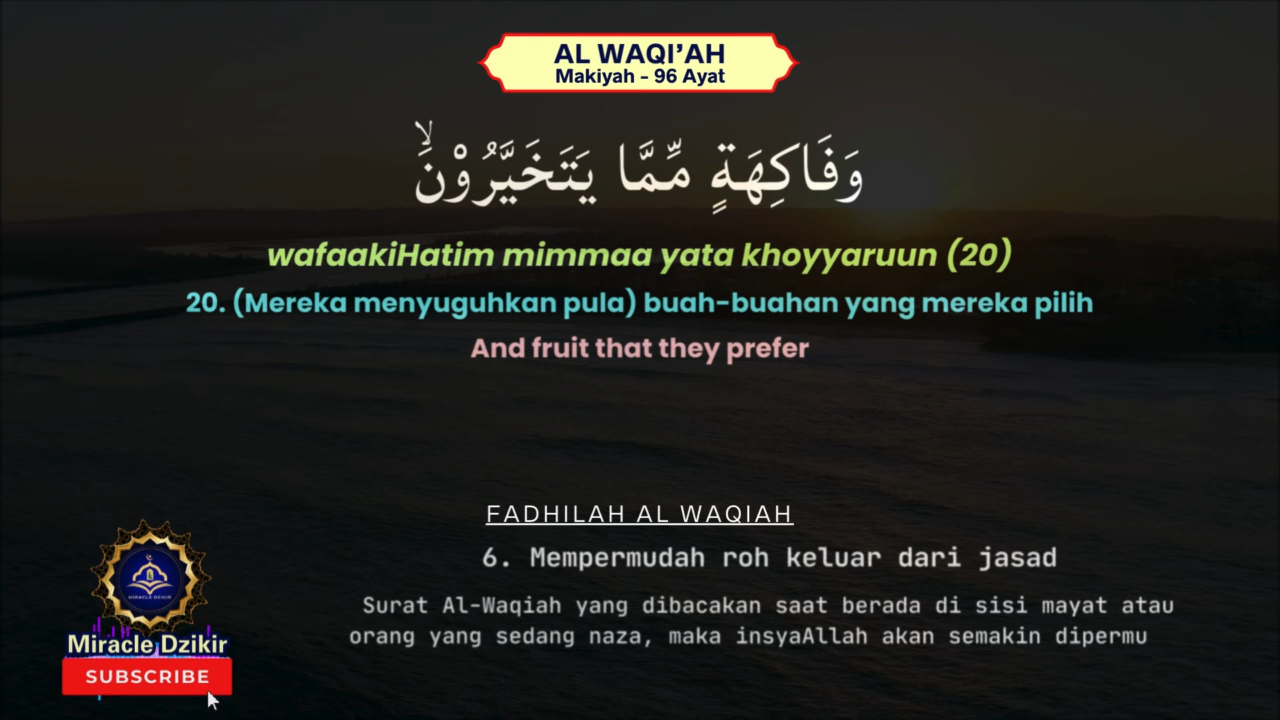 AL WAQI’AH
Makiyah - 96 Ayat
وَفَاكِهَةٍ مِّمَّا يَتَخَيَّرُوْنَۙ
wafaakiHatim mimmaa yata khoyyaruun (20)
20. (Mereka menyuguhkan pula) buah-buahan yang mereka pilih
And fruit that they prefer
FADHILAH AL WAQIAH
6. Mempermudah roh keluar dari jasad
Surat Al-Waqiah yang dibacakan saat berada di sisi mayat atau
orang yang sedang naza, maka insyaAllah akan semakin dipermu
MIRACLE DZIKIR
Miracle Dzikir
SUBSCRIBE